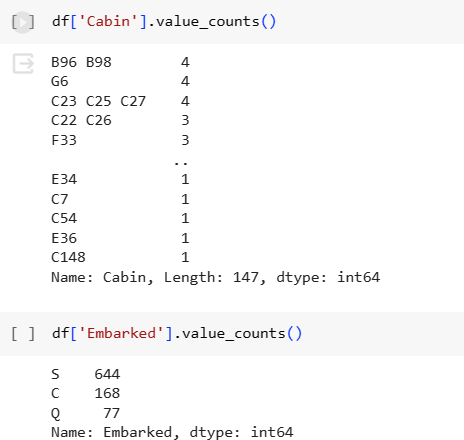 [ ] df['Cabin'].value_counts()
B96 B98        4
G6             4
C23 C25 C27    4
C22 C26        3
F33            3
..
E34            1
C7             1
C54            1
E36            1
C148           1
Name: Cabin, Length: 147, dtype: int64
[ ] df['Embarked'].value_counts()
S    644
C    168
Q     77
Name: Embarked, dtype: int64